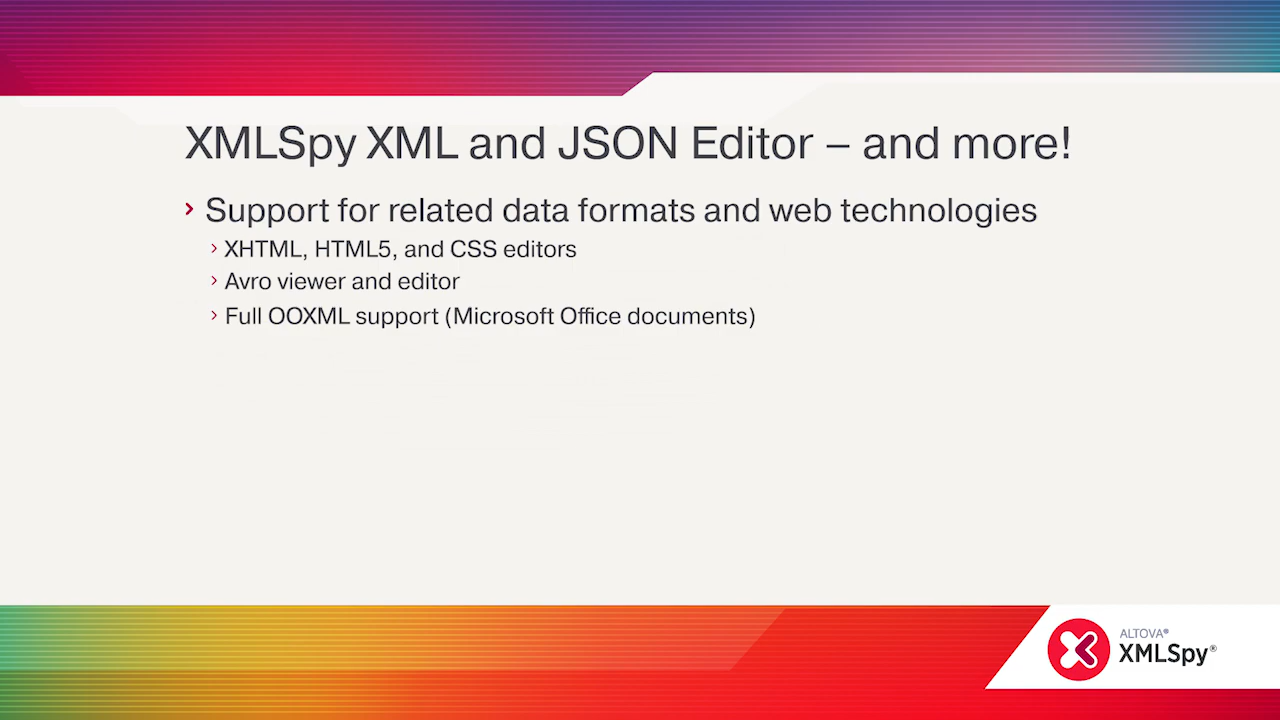 XMLSpy XML and JSON Editor – and more!
› Support for related data formats and web technologies
› XHTML, HTML5, and CSS editors
› Avro viewer and editor
› Full OOXML support (Microsoft Office documents)
ALTOVA®
XMLSpy®